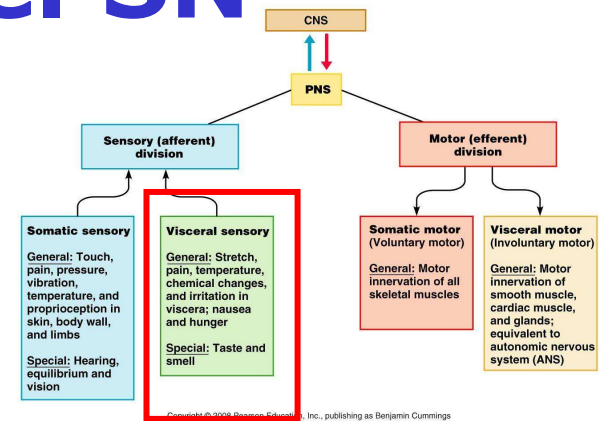 CNS
PNS
Sensory (afferent)
division
Motor (efferent)
division
Somatic sensory
General: Touch,
pain, pressure,
vibration,
temperature, and
proprioception in
skin, body wall,
and limbs
Special: Hearing,
equilibrium and
vision
Visceral sensory
General: Stretch,
pain, temperature,
chemical changes,
and irritation in
viscera; nausea
and hunger
Special: Taste and
smell
Somatic motor
(Voluntary motor)
General: Motor
innervation of all
skeletal muscles
Visceral motor
(Involuntary motor)
General: Motor
innervation of
smooth muscle,
cardiac muscle,
and glands;
equivalent to
autonomic nervous
system (ANS)
Copyright © 2008 Pearson Education, Inc., publishing as Benjamin Cummings